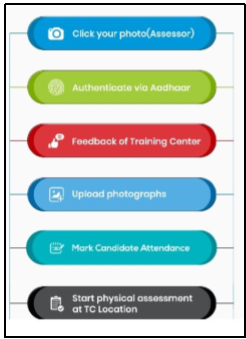 Click your photo(Assessor)
Authenticate via Aadhaar
Feedback of Training Center
Upload photographs
Mark Candidate Attendance
Start physical assessment
at TC Location